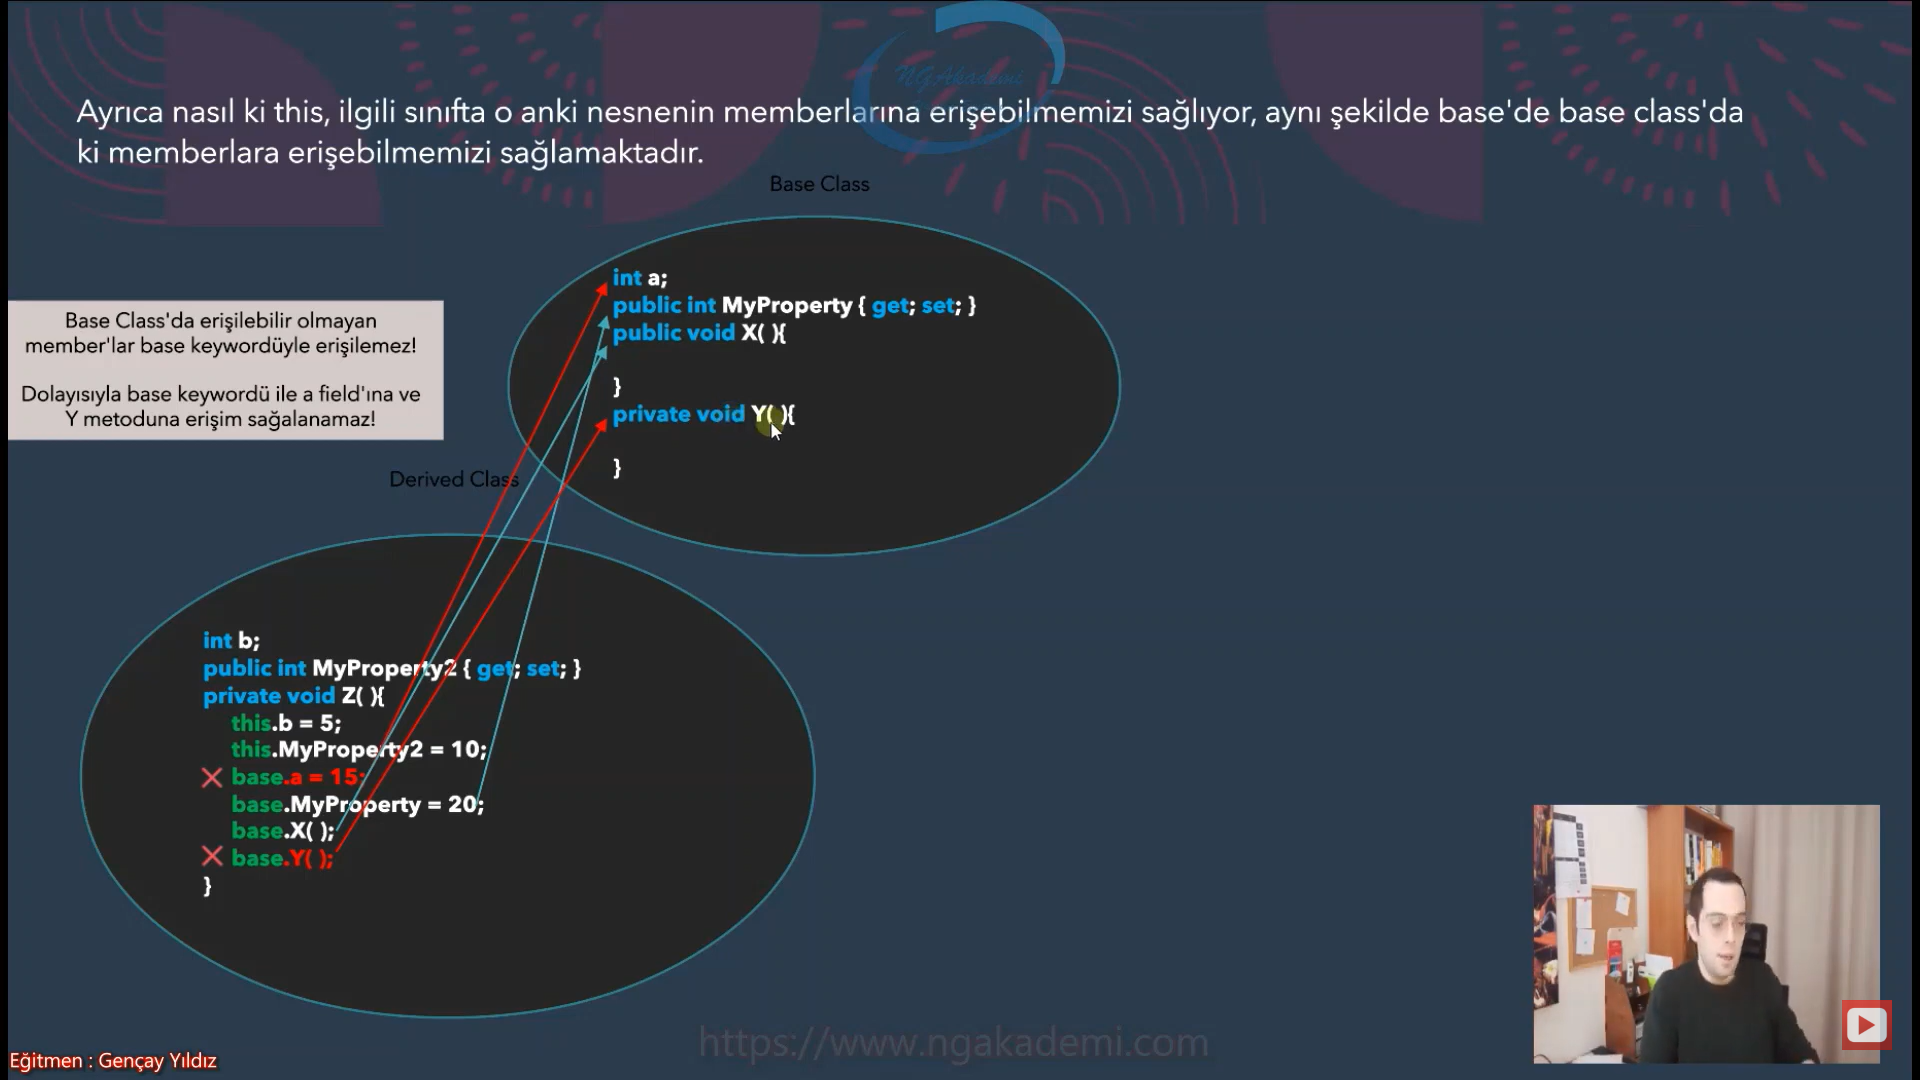 NGAkademi
Ayrıca nasıl ki this, ilgili sınıfta o anki nesnenin memberlarına erişebilmemizi sağlıyor, aynı şekilde base'de base class'da
ki memberlara erişebilmemizi sağlamaktadır.
Base Class
int a;
public int MyProperty { get; set; }
public void X( ){
}
private void Y( ){
}
Base Class'da erişilebilir olmayan
member'lar base keywordüyle erişilemez!
Dolayısıyla base keywordü ile a field'ına ve
Y metoduna erişim sağalanamaz!
Derived Class
int b;
public int MyProperty2 { get; set; }
private void Z( ){
this.b = 5;
this.MyProperty2 = 10;
base.a = 15;
base.MyProperty = 20;
base.X( );
base.Y( );
}
https://www.ngakademi.com
Eğitmen : Gençay Yıldız